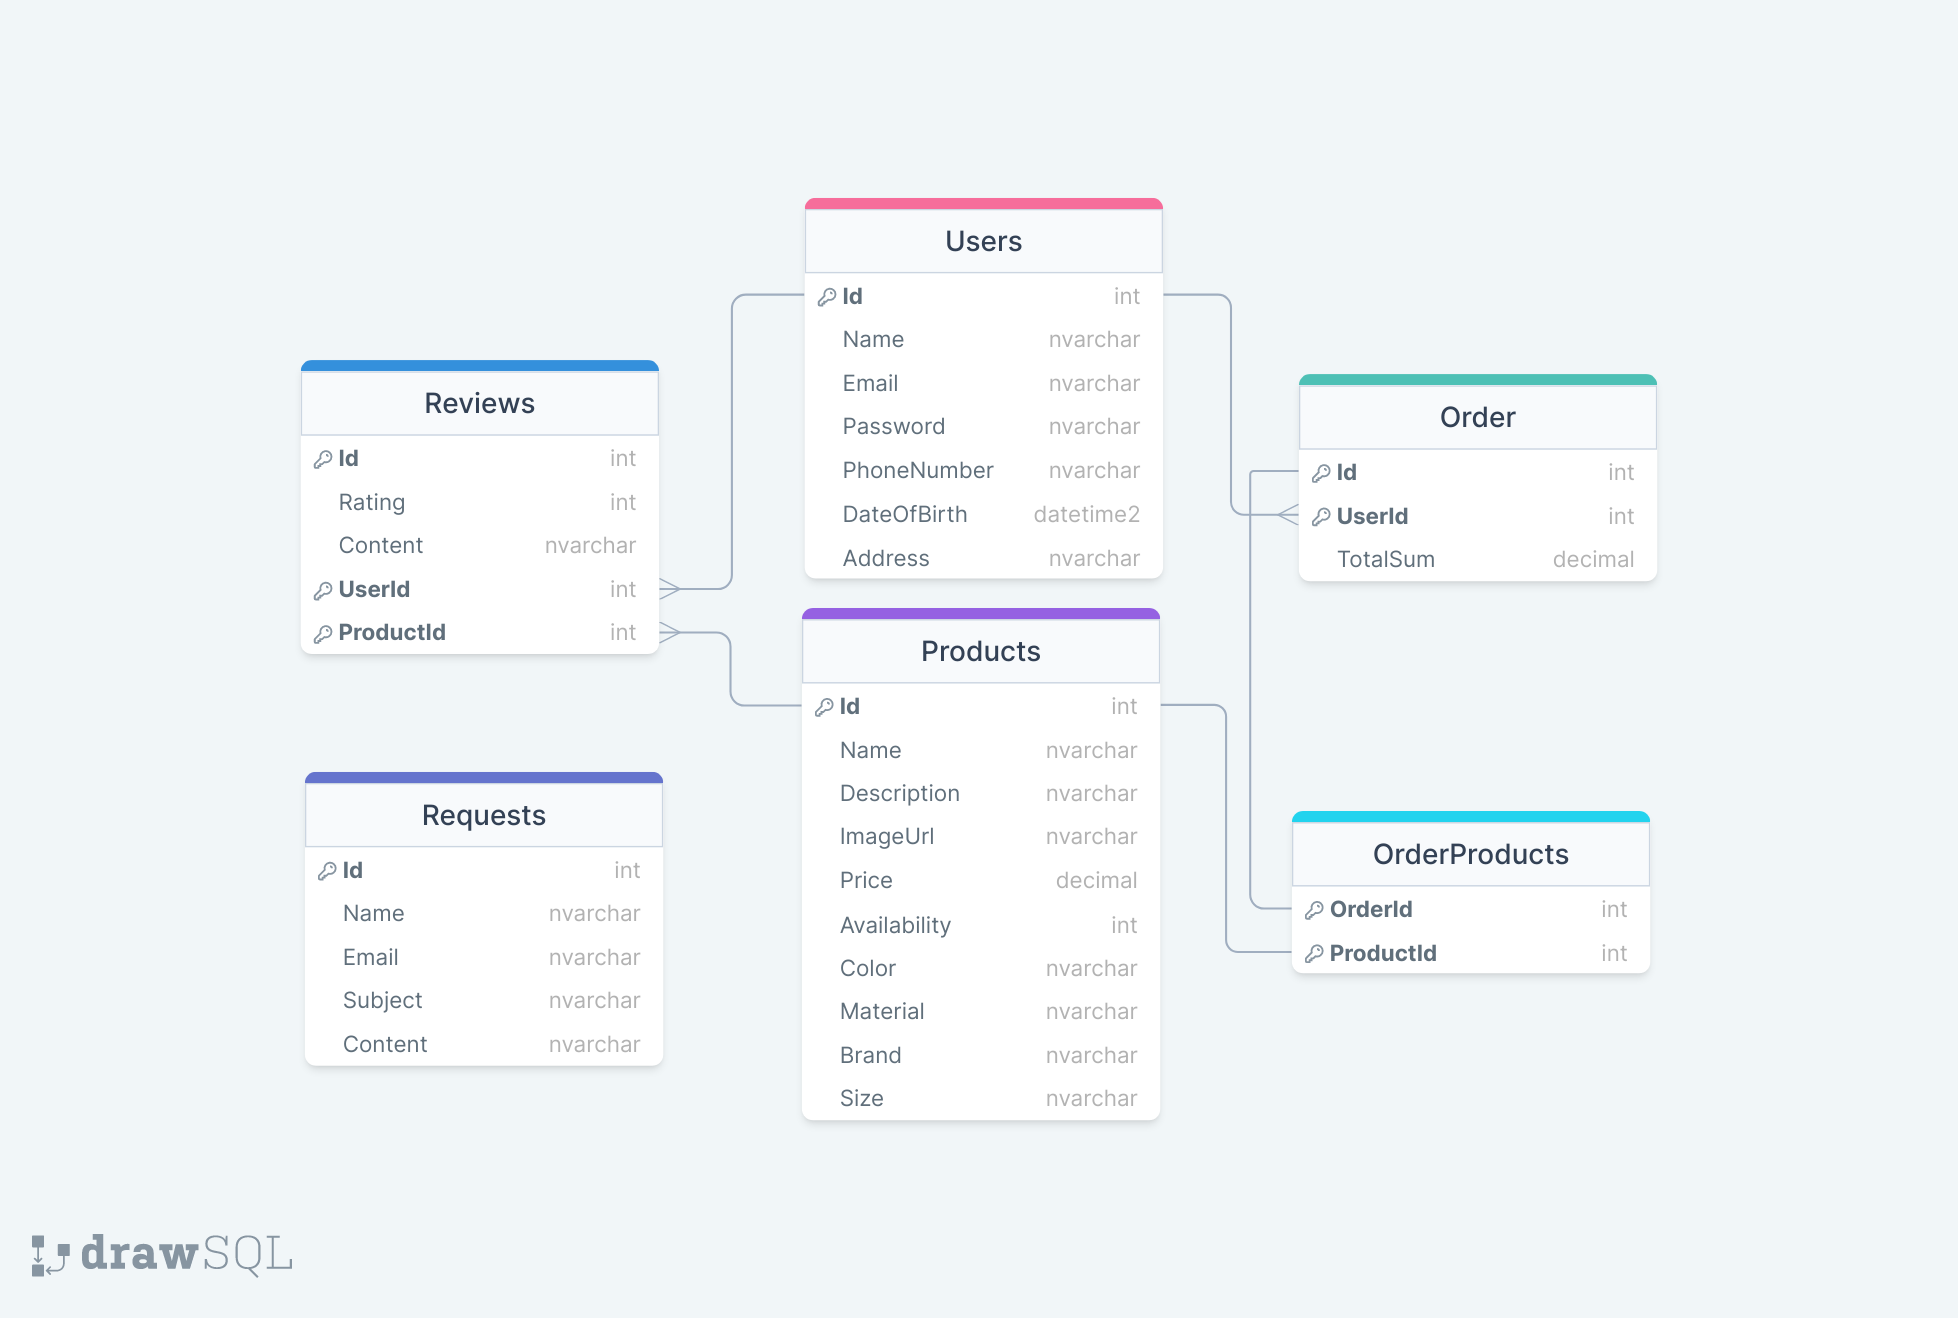 Users
Id int
Name nvarchar
Email nvarchar
Password nvarchar
PhoneNumber nvarchar
DateOfBirth datetime2
Address nvarchar
Reviews
Id int
Rating int
Content nvarchar
UserId int
ProductId int
Order
Id int
UserId int
TotalSum decimal
Products
Id int
Name nvarchar
Description nvarchar
ImageUrl nvarchar
Price decimal
Availability int
Color nvarchar
Material nvarchar
Brand nvarchar
Size nvarchar
Requests
Id int
Name nvarchar
Email nvarchar
Subject nvarchar
Content nvarchar
OrderProducts
OrderId int
ProductId int
drawSQL